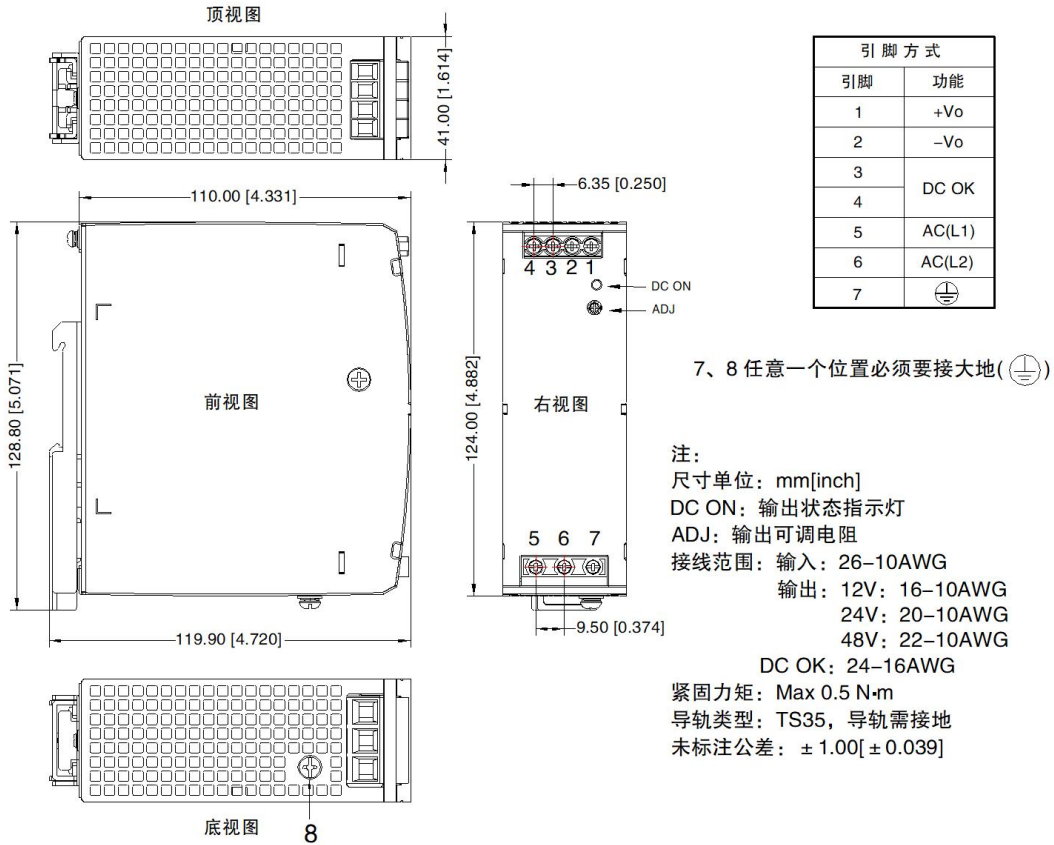 顶视图
41.00 [1.614]
110.00 [4.331]
128.80 [5.071]
前视图
119.90 [4.720]
6.35 [0.250]
4 3 2 1
DC ON
ADJ
124.00 [4.882]
右视图
5 6 7
9.50 [0.374]
底视图
8
引脚方式
引脚 功能
1 +Vo
2 –Vo
3 DC OK
4
5 AC(L1)
6 AC(L2)
7
7、8 任意一个位置必须要接大地( )
注：
尺寸单位：mm[inch]
DC ON：输出状态指示灯
ADJ：输出可调电阻
接线范围：输入：26–10AWG
输出：12V：16–10AWG
24V：20–10AWG
48V：22–10AWG
DC OK：24–16AWG
紧固力矩：Max 0.5 N•m
导轨类型：TS35，导轨需接地
未标注公差：±1.00[±0.039]